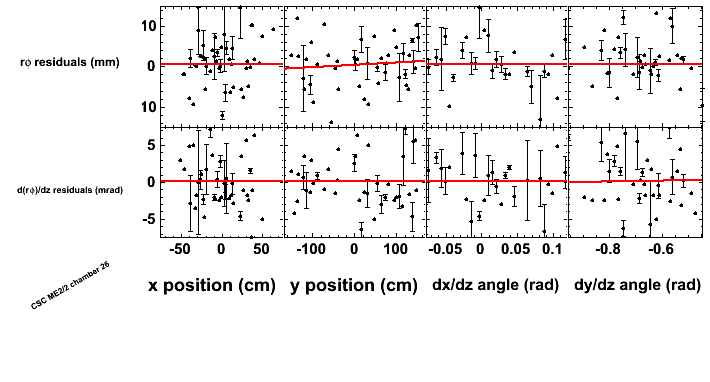 10
rϕ residuals (mm)
0
10
5
d(rϕ)/dz residuals (mrad)
0
-5
-50 0 50 -100 0 100 -0.05 0 0.05 0.1 -0.8 -0.6
x position (cm) y position (cm) dx/dz angle (rad) dy/dz angle (rad)
CSC ME2/2 chamber 26